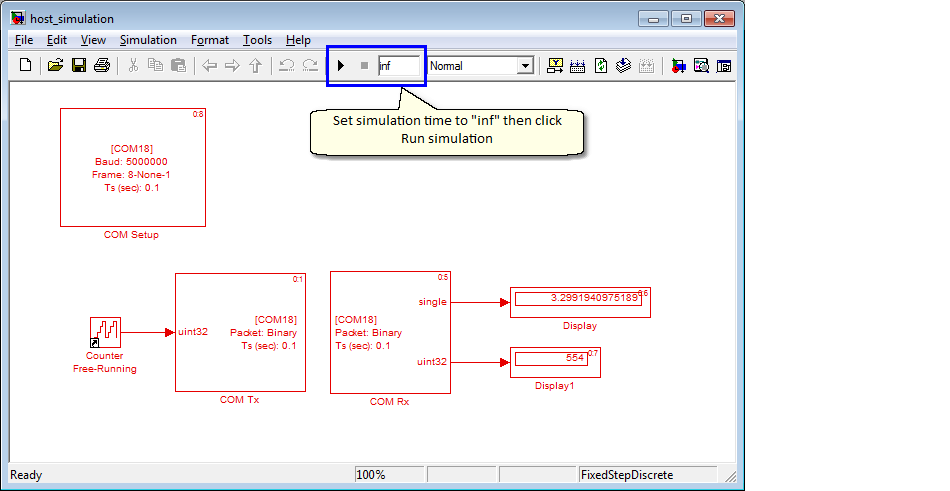 host_simulation
File Edit View Simulation Format Tools Help
inf Normal
Set simulation time to "inf" then click
Run simulation
0:8
[COM18]
Baud: 5000000
Frame: 8-None-1
Ts (sec): 0.1
COM Setup
Counter
Free-Running
0:1
uint32
[COM18]
Packet: Binary
Ts (sec): 0.1
COM Tx
0:5
single
[COM18]
Packet: Binary
Ts (sec): 0.1
uint32
COM Rx
0:6
3.2991940975189
Display
0:7
554
Display1
Ready 100% FixedStepDiscrete